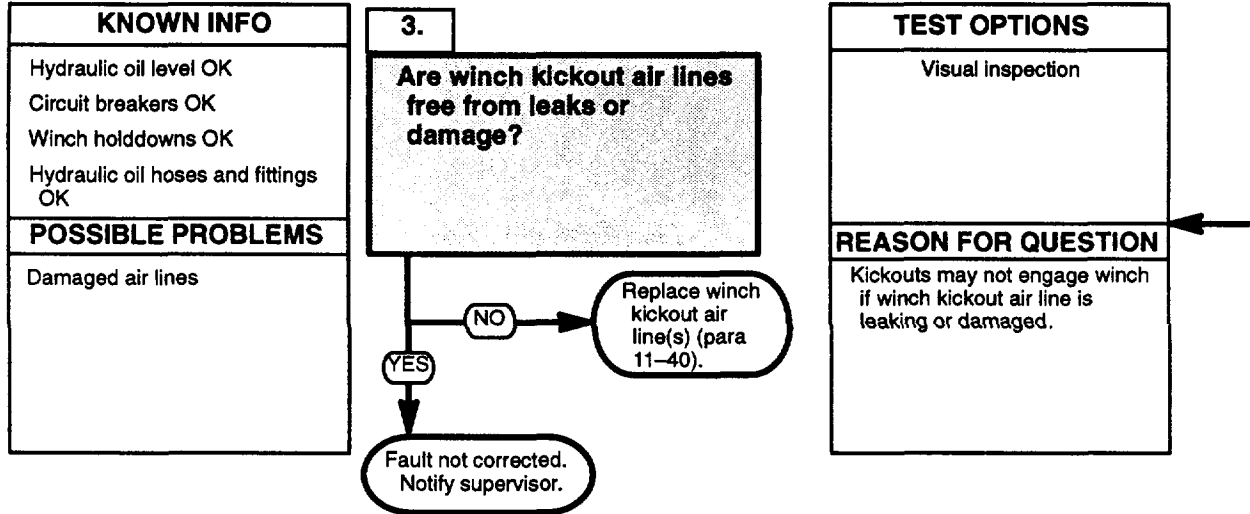 KNOWN INFO
Hydraulic oil level OK
Circuit breakers OK
Winch holddowns OK
Hydraulic oil hoses and fittings
OK
POSSIBLE PROBLEMS
Damaged air lines
3.
Are winch kickout air lines
free from leaks or
damage?
NO
Replace winch
kickout air
line(s) (para
11–40).
YES
Fault not corrected.
Notify supervisor.
TEST OPTIONS
Visual inspection
REASON FOR QUESTION
Kickouts may not engage winch
if winch kickout air line is
leaking or damaged.